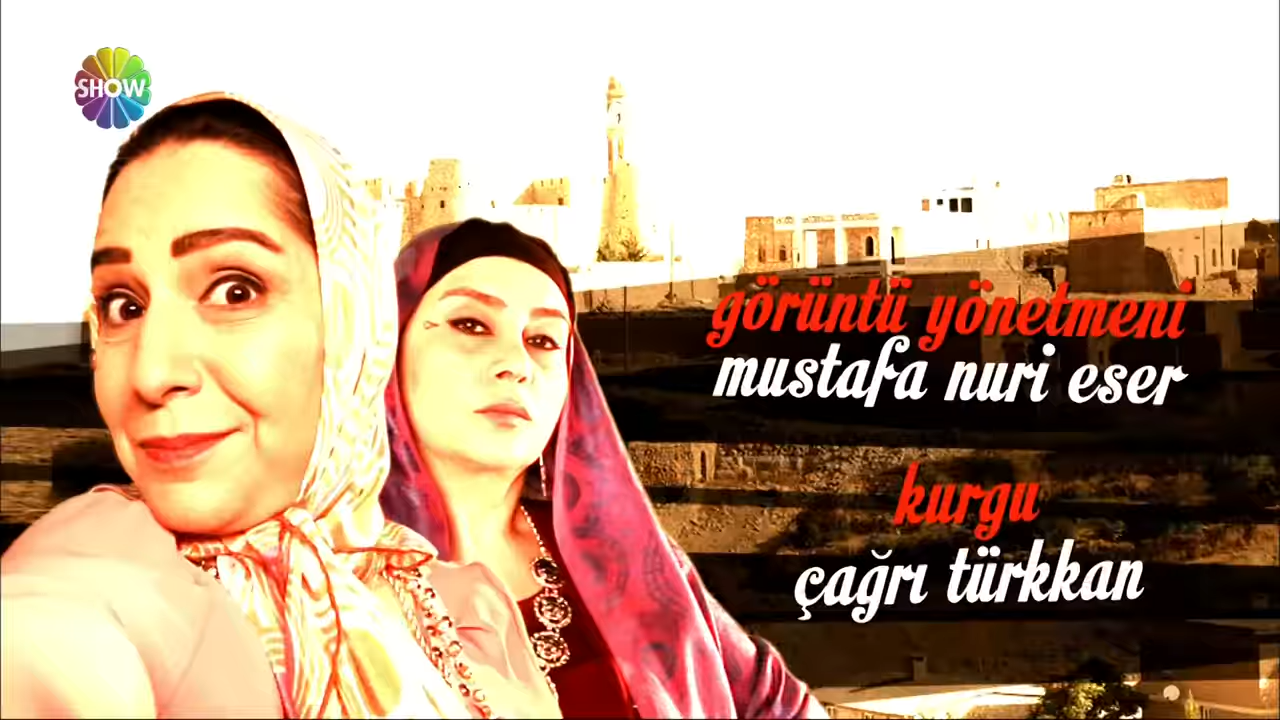 SHOW
görüntü yönetmeni
mustafa nuri eser
kurgu
çağrı türkkan